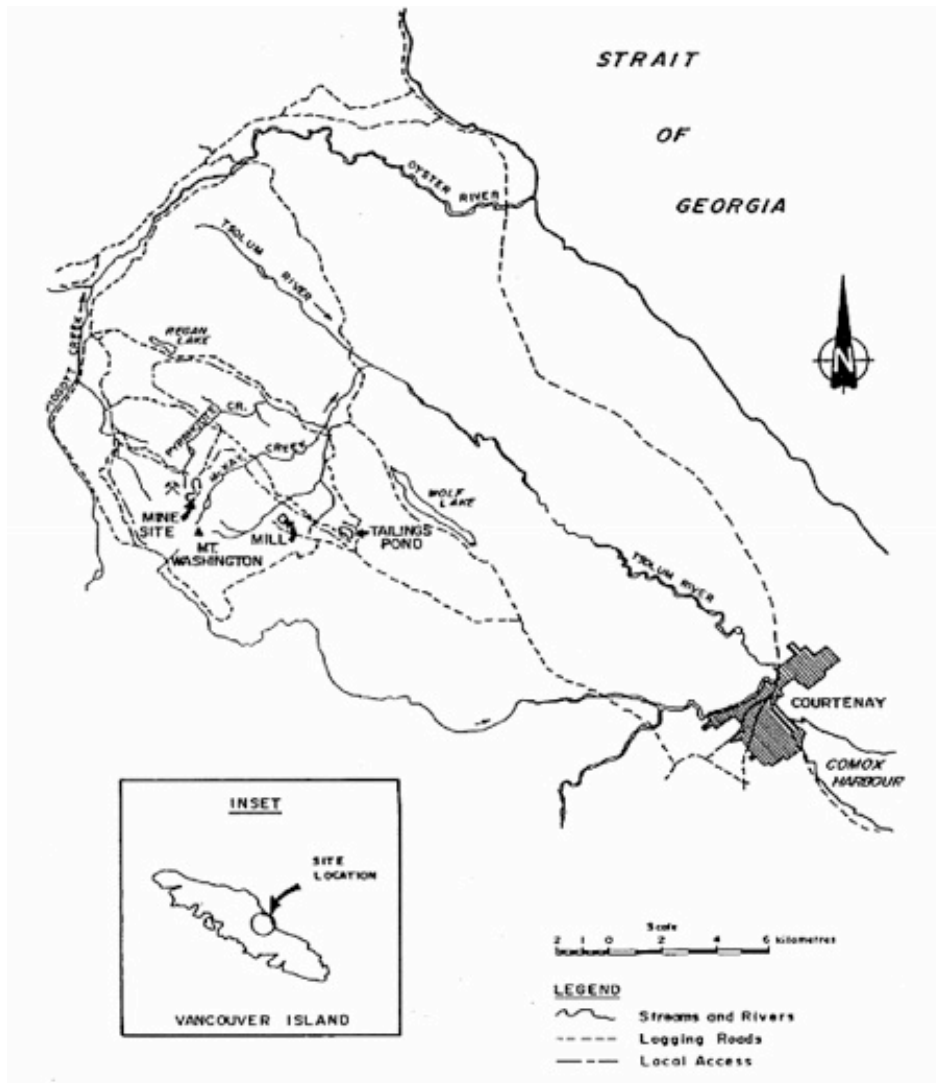 STRAIT
OF
GEORGIA
OYSTER RIVER
TSOLUM RIVER
N
REGAN
LAKE
CREEK
CR.
McKAY CREEK
WOLF
LAKE
MINE
SITE
MT.
WASHINGTON
MILL
TAILINGS
POND
TSOLUM RIVER
COURTENAY
COMOX
HARBOUR
INSET
SITE
LOCATION
VANCOUVER ISLAND
Scale
2 1 0 2 4 6 kilometres
LEGEND
Streams and Rivers
Logging Roads
Local Access